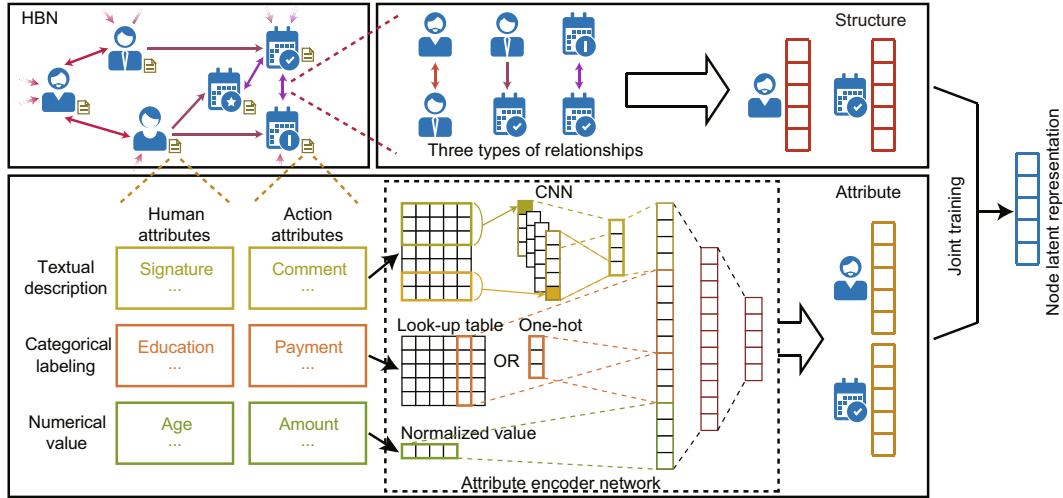 HBN
Structure
Three types of relationships
Human
attributes
Action
attributes
CNN
Attribute
Textual
description
Signature
...
Comment
...
Categorical
labeling
Education
...
Payment
...
Look-up table
One-hot
OR
Numerical
value
Age
...
Amount
...
Normalized value
Attribute encoder network
Joint training
Node latent representation